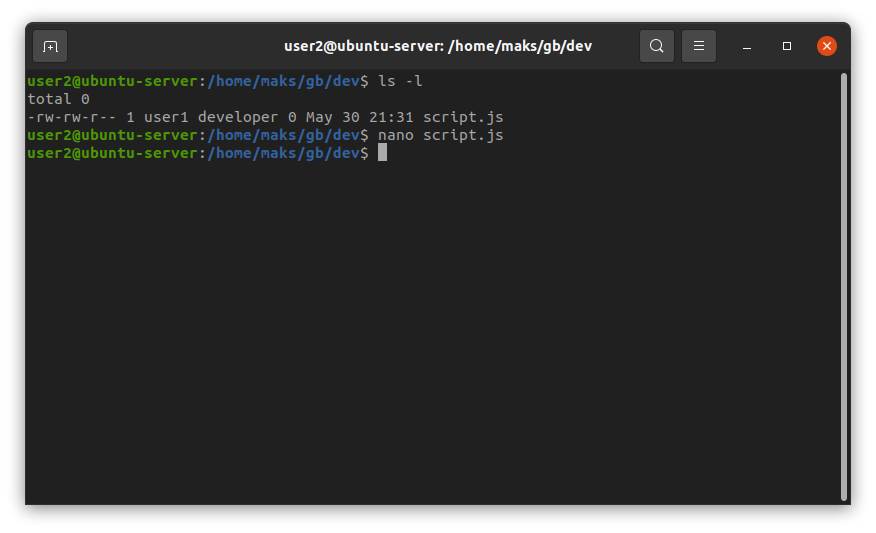 user2@ubuntu-server: /home/maks/gb/dev
user2@ubuntu-server:/home/maks/gb/dev$ ls -l
total 0
-rw-rw-r-- 1 user1 developer 0 May 30 21:31 script.js
user2@ubuntu-server:/home/maks/gb/dev$ nano script.js
user2@ubuntu-server:/home/maks/gb/dev$